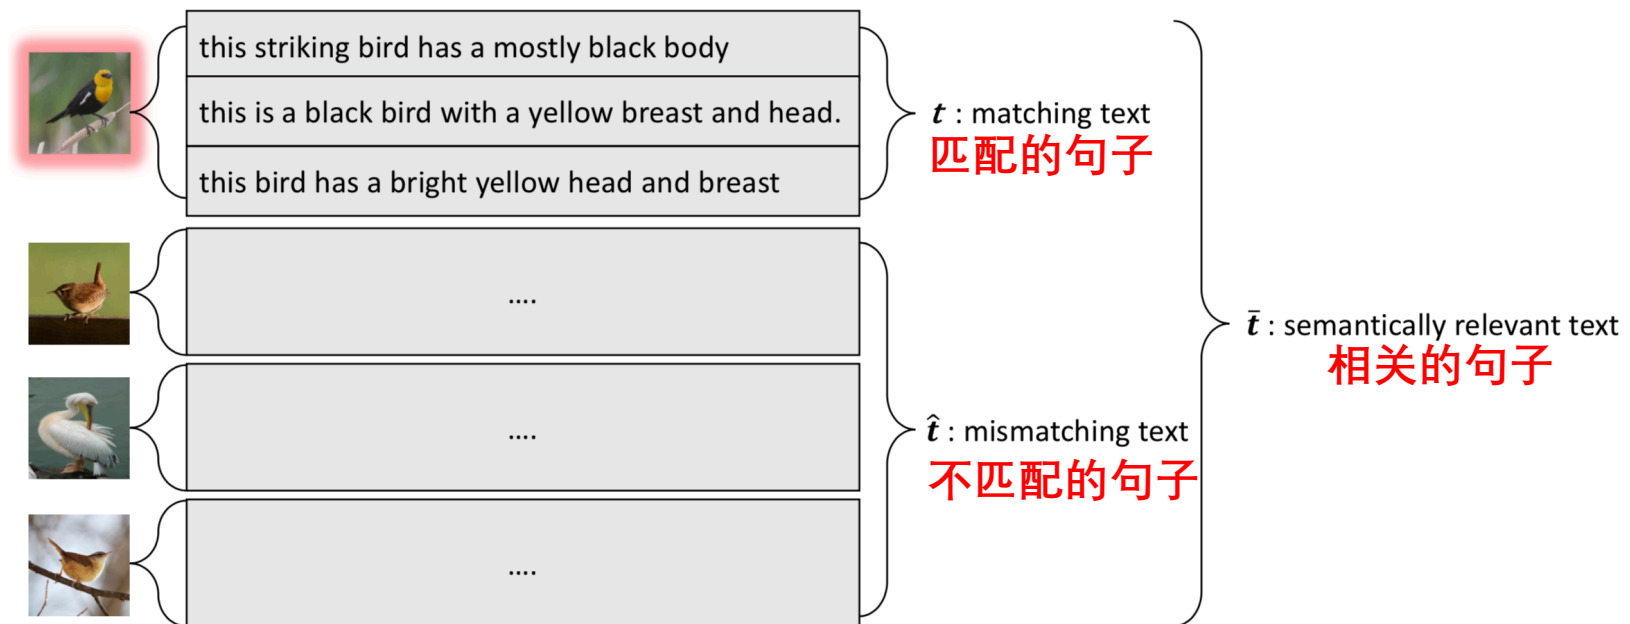 this striking bird has a mostly black body
this is a black bird with a yellow breast and head.
this bird has a bright yellow head and breast
t : matching text
匹配的句子
....
....
....
t̂ : mismatching text
不匹配的句子
t̄ : semantically relevant text
相关的句子